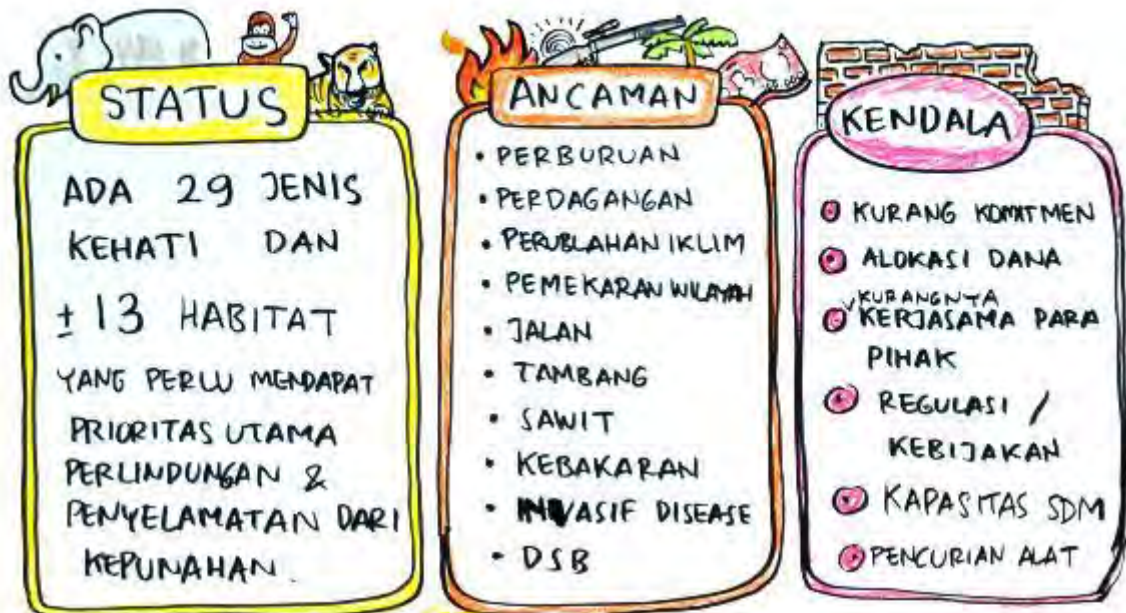 STATUS
ADA 29 JENIS
KEHATI DAN
± 13 HABITAT
YANG PERLU MENDAPAT
PRIORITAS UTAMA
PERLINDUNGAN &
PENYELAMATAN DARI
KEPUNAHAN.
ANCAMAN
• PERBURUAN
• PERDAGANGAN
• PERUBLAHAN IKLIM
• PEMEKARAN WILAYAH
• JALAN
• TAMBANG
• SAWIT
• KEBAKARAN
• INVASIF DISEASE
• DSB
KENDALA
• KURANG KOMITMEN
• ALOKASI DANA
• KURANGNYA
KERJASAMA PARA
PIHAK
• REGULASI /
KEBIJAKAN
• KAPASITAS SDM
• PENCURIAN ALAT